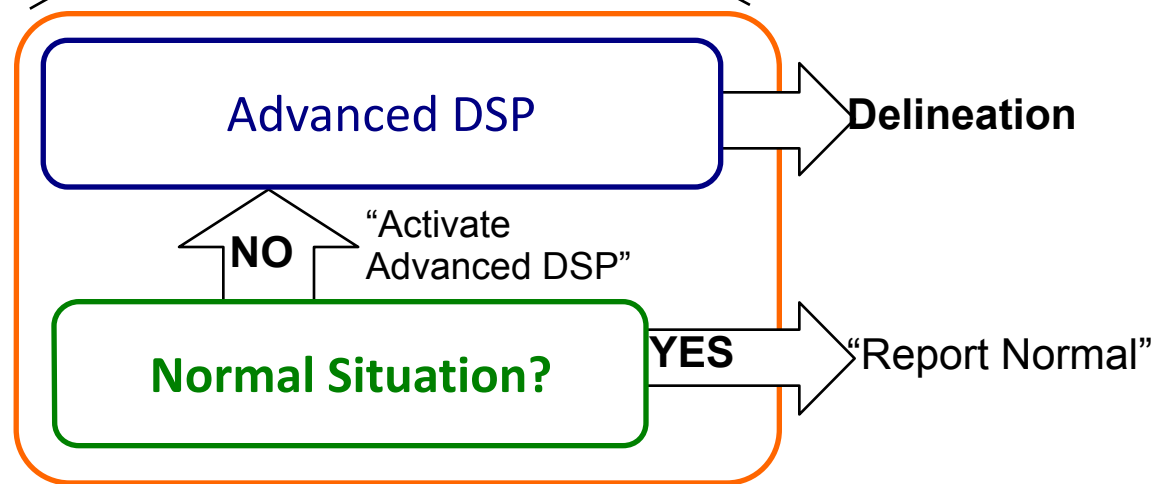 Advanced DSP
Delineation
NO
“Activate
Advanced DSP”
Normal Situation?
YES
“Report Normal”